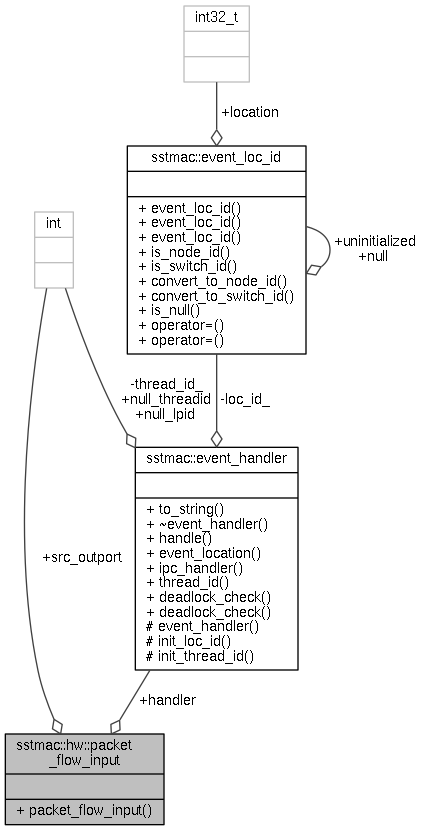 int32_t
+location
sstmac::event_loc_id
+ event_loc_id()
+ event_loc_id()
+ event_loc_id()
+ is_node_id()
+ is_switch_id()
+ convert_to_node_id()
+ convert_to_switch_id()
+ is_null()
+ operator=()
+ operator=()
+uninitialized
+null
int
-thread_id_
+null_threadid
+null_lpid
-loc_id_
sstmac::event_handler
+ to_string()
+ ~event_handler()
+ handle()
+ event_location()
+ ipc_handler()
+ thread_id()
+ deadlock_check()
+ deadlock_check()
# event_handler()
# init_loc_id()
# init_thread_id()
+src_outport
+handler
sstmac::hw::packet
_flow_input
+ packet_flow_input()